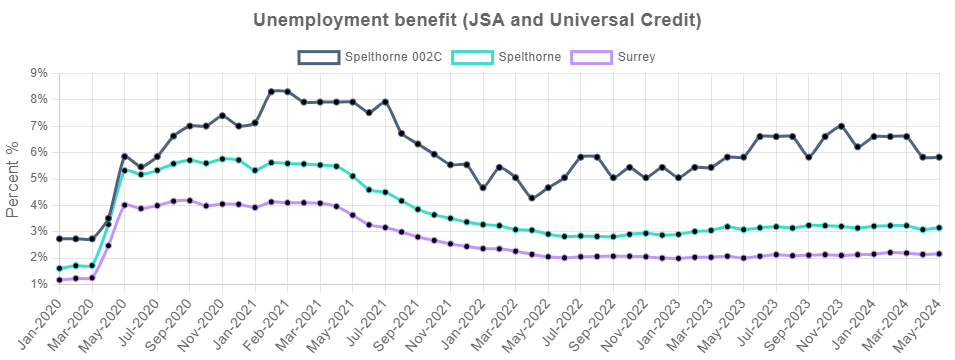 Unemployment benefit (JSA and Universal Credit)
Spelthorne 002C Spelthorne Surrey
Percent %
9%
8%
7%
6%
5%
4%
3%
2%
1%
Jan-2020 Mar-2020 May-2020 Jul-2020 Sep-2020 Nov-2020 Jan-2021 Feb-2021 Mar-2021 May-2021 Jul-2021 Sep-2021 Nov-2021 Jan-2022 Mar-2022 May-2022 Jul-2022 Sep-2022 Nov-2022 Jan-2023 Mar-2023 May-2023 Jul-2023 Sep-2023 Nov-2023 Jan-2024 Mar-2024 May-2024